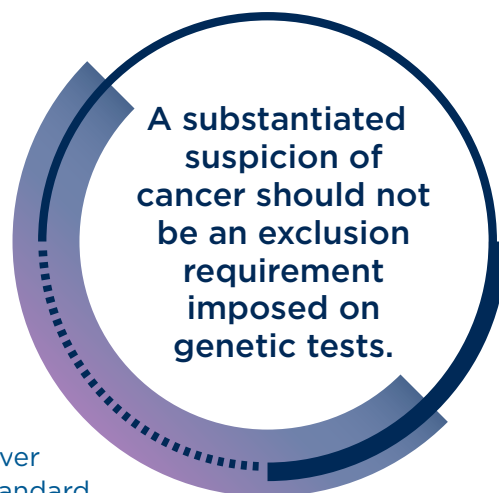 A substantiated
suspicion of
cancer should not
be an exclusion
requirement
imposed on
genetic tests.